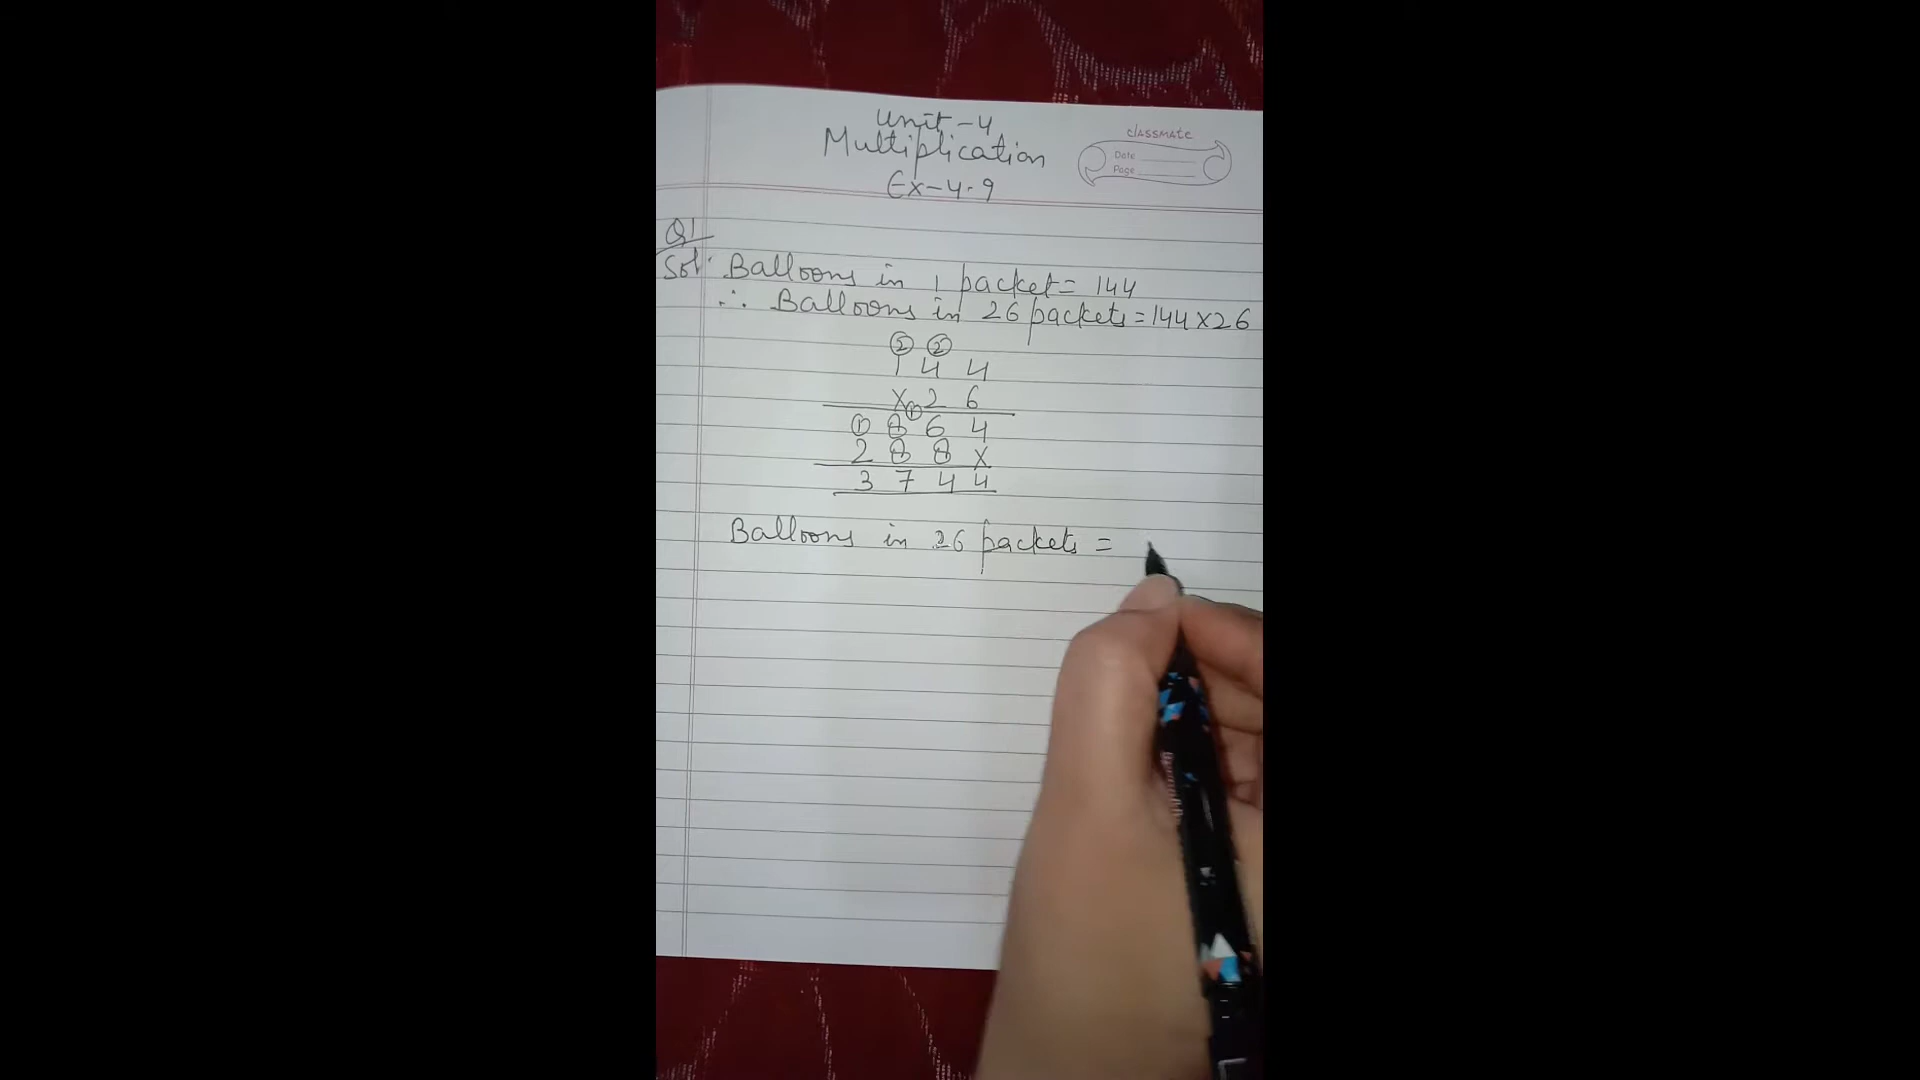 Unit-4
Multiplication
Ex-4.9
classmate
Date
Page
Q1
Sol. Balloons in 1 packet = 144
∴ Balloons in 26 packets = 144 x 26
② ②
1 4 4
x 2 6
①
① 8 6 4
2 8 8 x
3 7 4 4
Balloons in 26 packets =